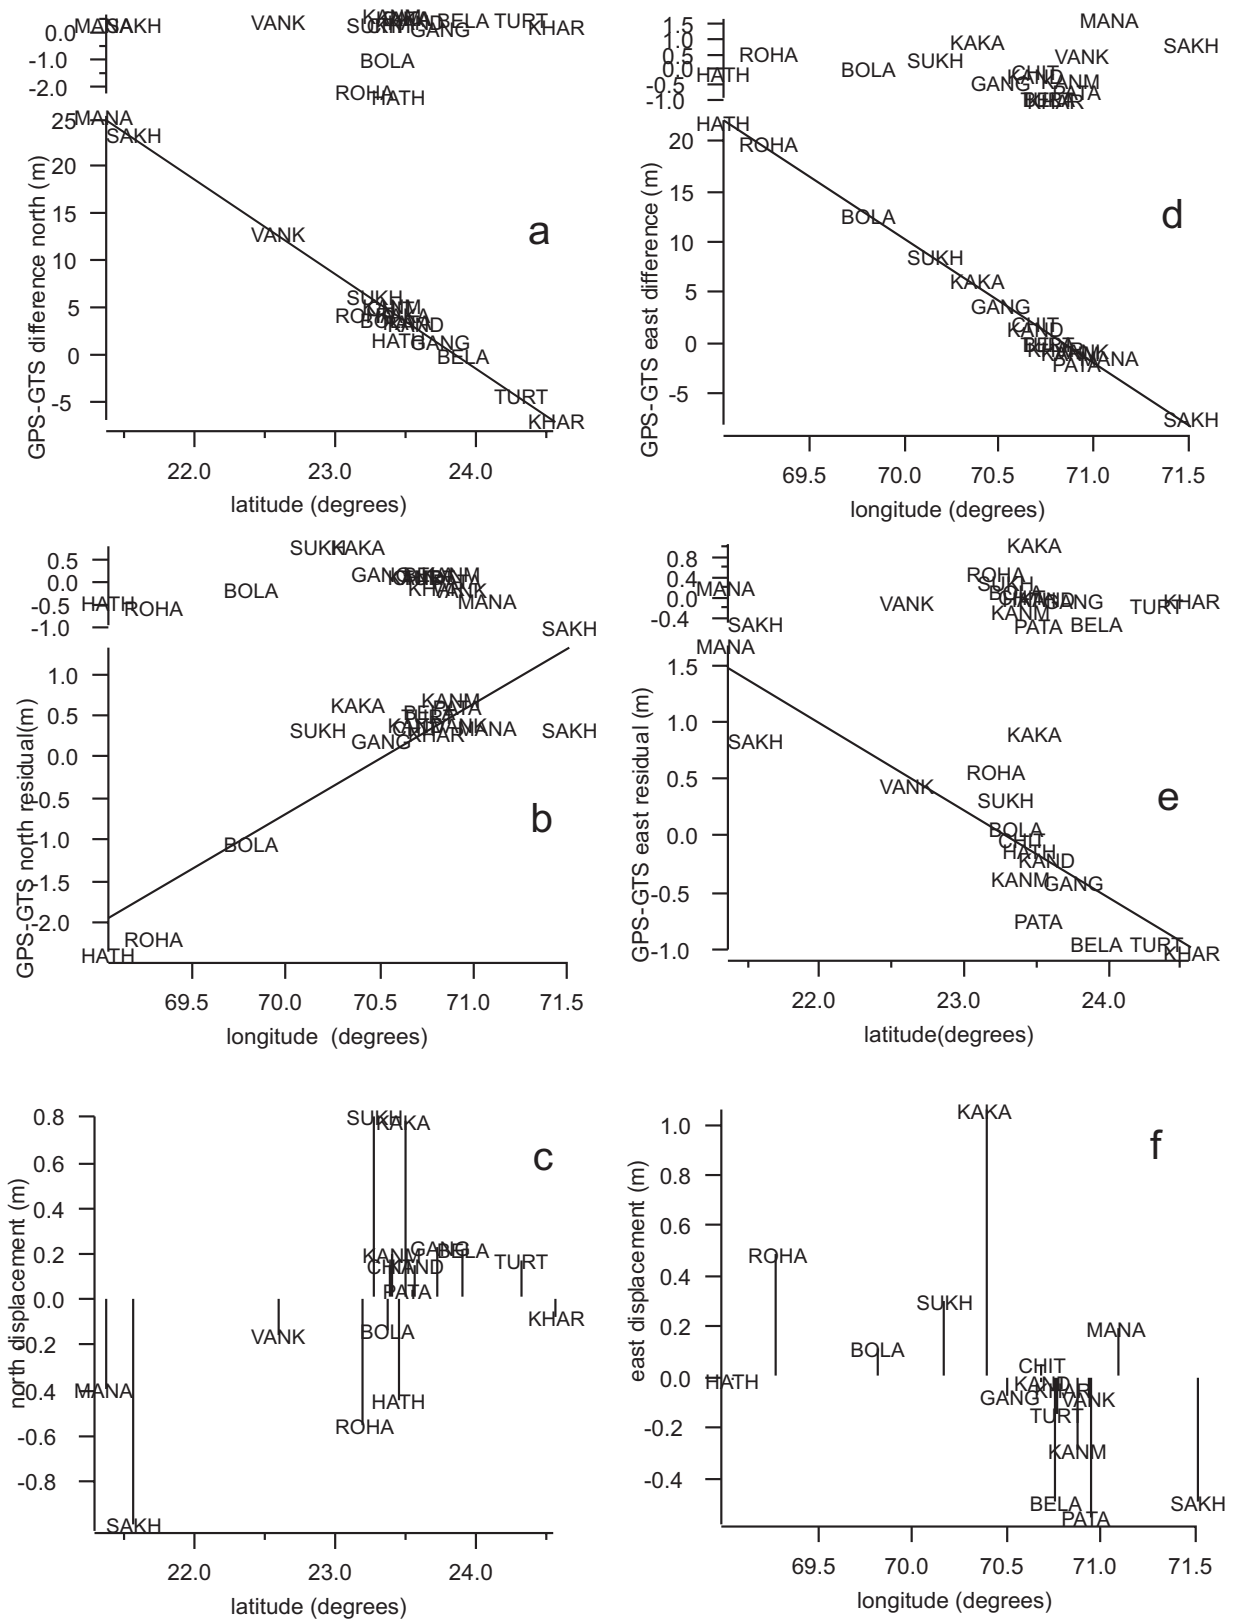 0.0
-1.0
-2.0
MANA
SAKH
VANK
SUKH
KANM
GANG
BELA
TURT
KHAR
BOLA
ROHA
HATH
25
20
15
10
5
0
-5
GPS-GTS difference north (m)
MANA
SAKH
VANK
SUKH
KANM
ROHA
BOLA
KAND
HATH
GANG
BELA
TURT
KHAR
a
22.0 23.0 24.0
latitude (degrees)
1.5
1.0
0.5
0.0
-0.5
-1.0
MANA
KAKA
SAKH
ROHA
VANK
SUKH
BOLA
HATH
CHIT
KAND
GANG
KANM
PATA
BELA
KHAR
20
15
10
5
0
-5
GPS-GTS east difference (m)
HATH
ROHA
BOLA
SUKH
KAKA
GANG
CHIT
KAND
MANA
PATA
SAKH
d
69.5 70.0 70.5 71.0 71.5
longitude (degrees)
0.5
0.0
-0.5
-1.0
SUKH
KAKA
GANG
KANM
BOLA
VANK
HATH
ROHA
MANA
SAKH
1.0
0.5
0.0
-0.5
-1.0
-1.5
-2.0
GPS-GTS north residual(m)
KAKA
KANM
PATA
SUKH
VANK
MANA
SAKH
GANG
KHAR
BOLA
ROHA
HATH
b
69.5 70.0 70.5 71.0 71.5
longitude (degrees)
0.8
0.4
0.0
-0.4
KAKA
ROHA
SUKH
MANA
VANK
KAND
GANG
KANM
TURT
KHAR
SAKH
PATA
BELA
1.5
1.0
0.5
0.0
-0.5
-1.0
GPS-GTS east residual (m)
MANA
SAKH
KAKA
ROHA
VANK
SUKH
BOLA
CHIT
HATH
KAND
KANM
GANG
PATA
BELA
TURT
KHAR
e
22.0 23.0 24.0
latitude(degrees)
0.8
0.6
0.4
0.2
0.0
-0.2
-0.4
-0.6
-0.8
north displacement (m)
SUKH
KAKA
KANM
GANG
BELA
CHIT
KAND
TURT
PATA
KHAR
VANK
BOLA
MANA
HATH
ROHA
SAKH
c
22.0 23.0 24.0
latitude (degrees)
1.0
0.8
0.6
0.4
0.2
0.0
-0.2
-0.4
east displacement (m)
KAKA
ROHA
SUKH
MANA
BOLA
CHIT
HATH
KAND
KHAR
GANG
VANK
TURT
KANM
BELA
PATA
SAKH
f
69.5 70.0 70.5 71.0 71.5
longitude (degrees)